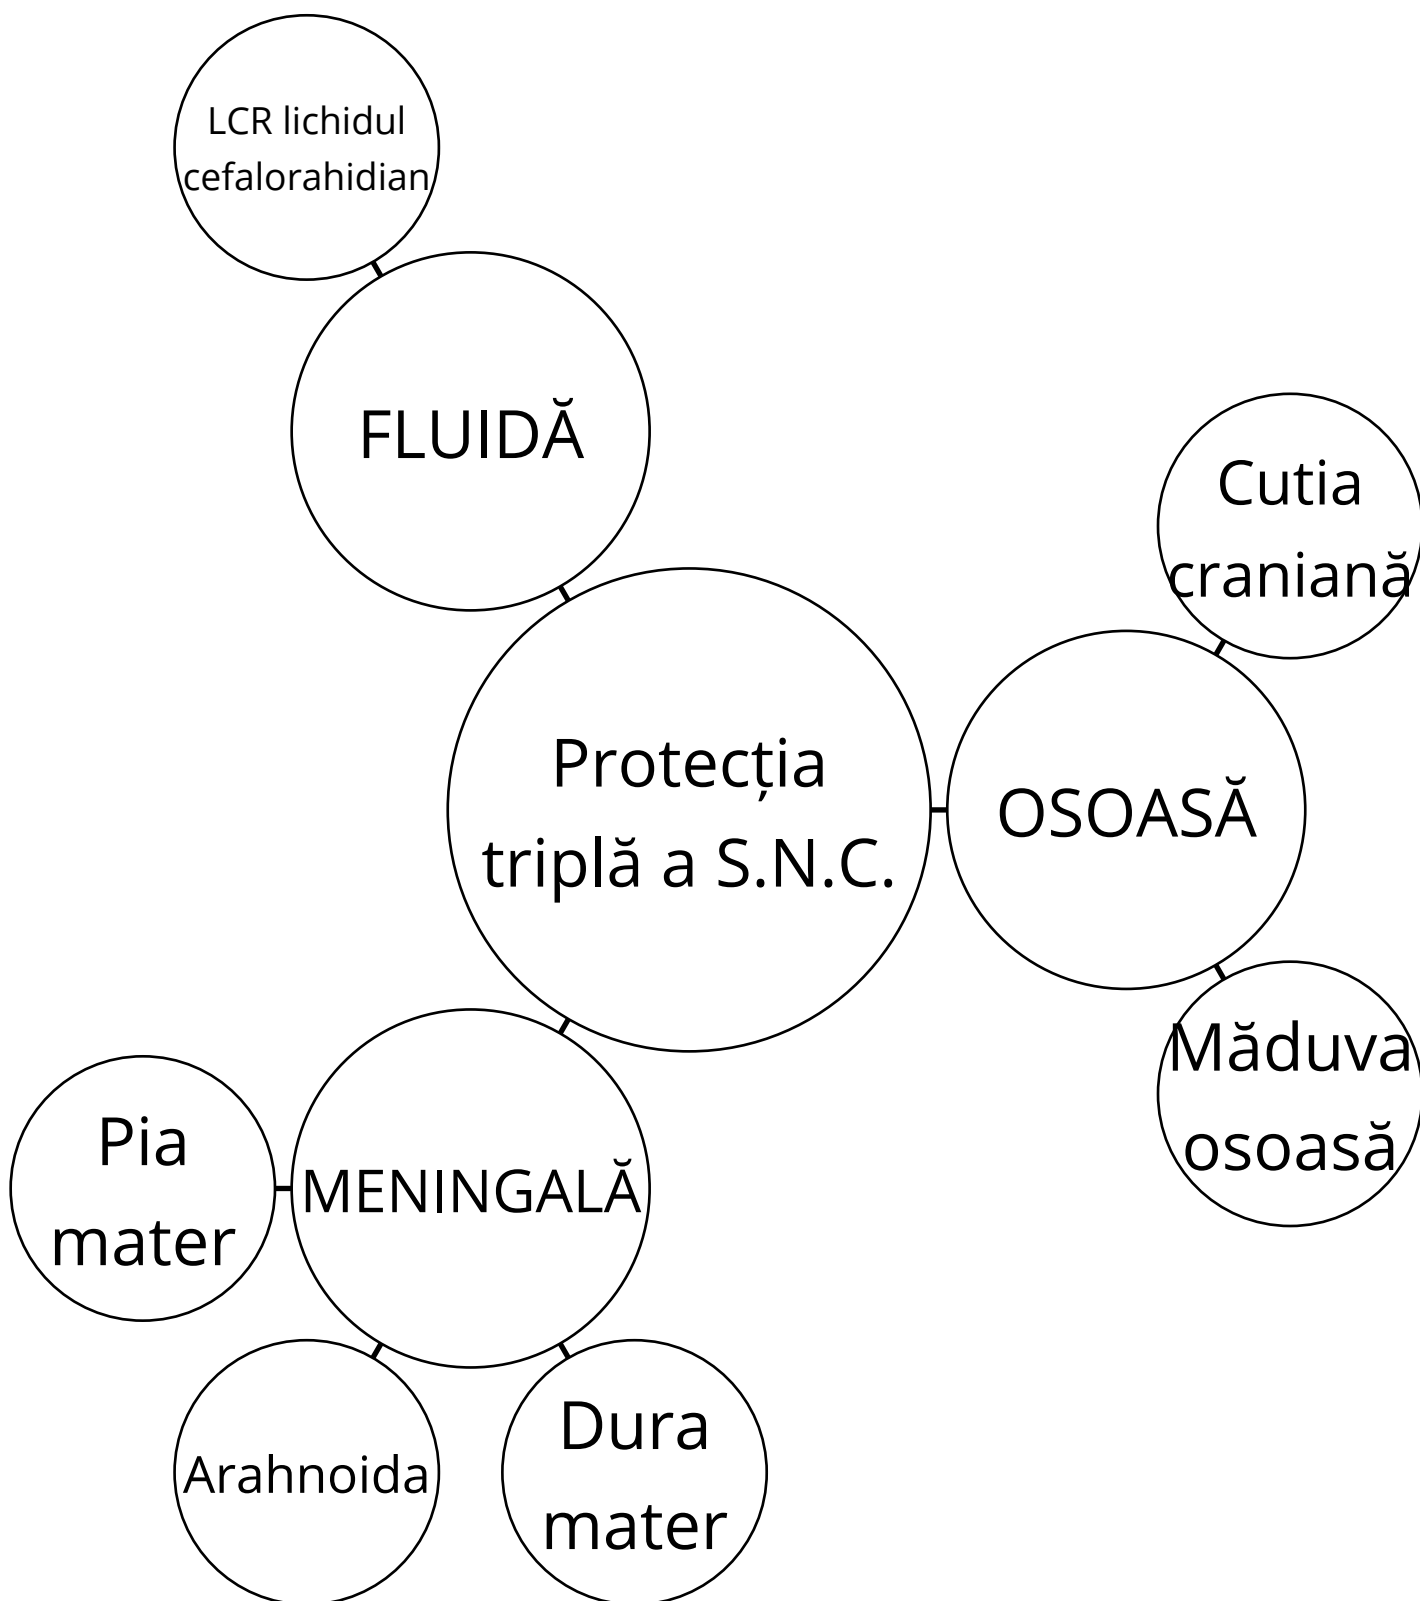 LCR lichidul
cefalorahidian
FLUIDĂ
Cutia
craniană
Protecția
triplă a S.N.C.
OSOASĂ
Măduva
osoasă
Pia
mater
MENINGALĂ
Arahnoida
Dura
mater